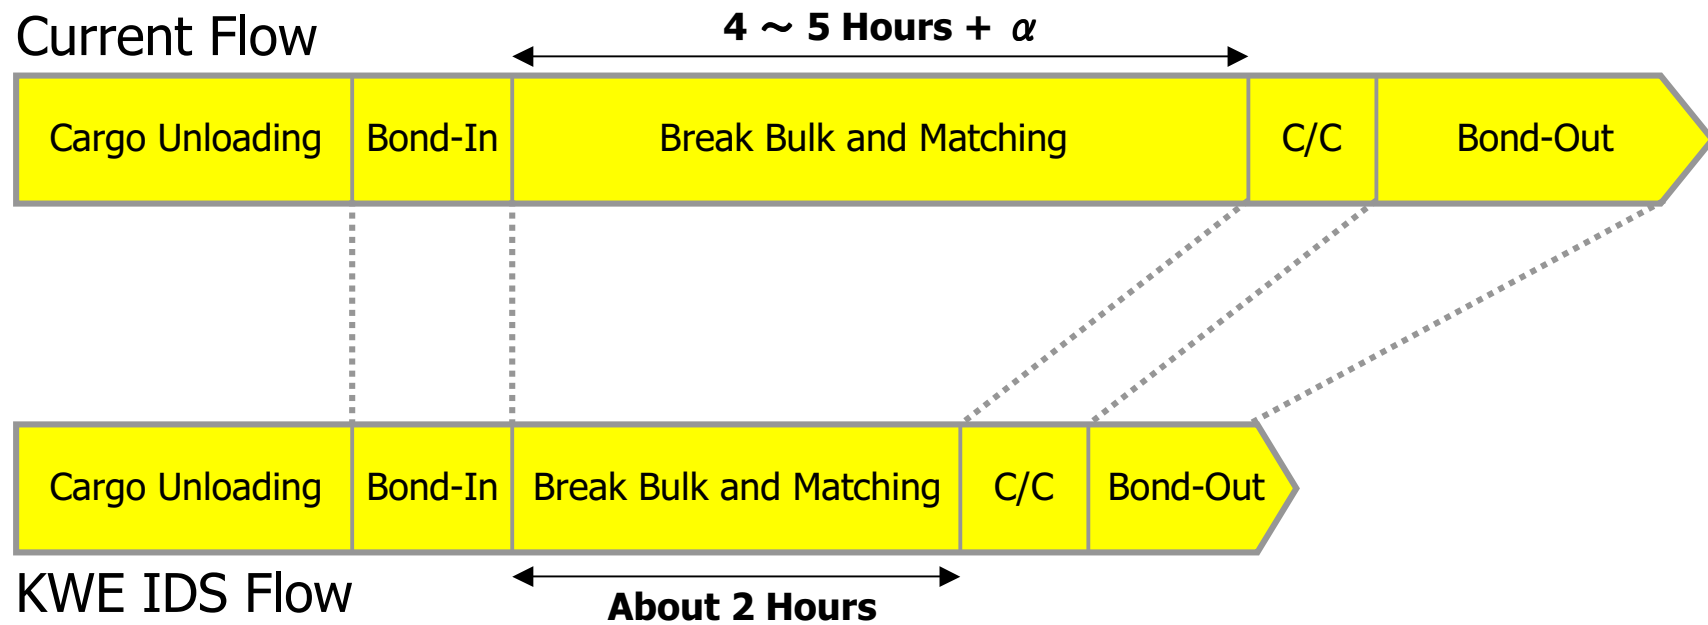 Current Flow
4 ～ 5 Hours + α
Cargo Unloading
Bond-In
Break Bulk and Matching
C/C
Bond-Out
Cargo Unloading
Bond-In
Break Bulk and Matching
C/C
Bond-Out
KWE IDS Flow
About 2 Hours